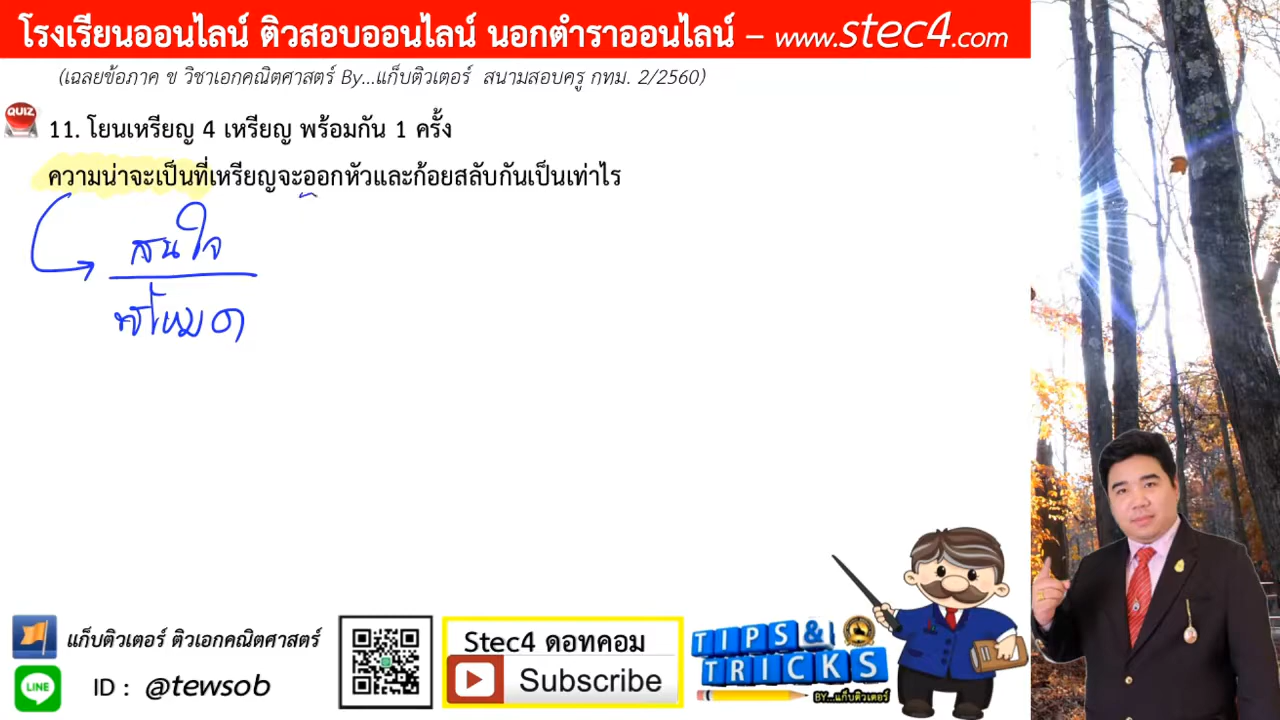 โรงเรียนออนไลน์ ติวสอบออนไลน์ นอกตำราออนไลน์ – www.stec4.com
(เฉลยข้อภาค ข วิชาเอกคณิตศาสตร์ By...แก็บติวเตอร์ สนามสอบครู กทม. 2/2560)
QUIZ
11. โยนเหรียญ 4 เหรียญ พร้อมกัน 1 ครั้ง
ความน่าจะเป็นที่เหรียญจะออกหัวและก้อยสลับกันเป็นเท่าไร
สนใจ
ทั้งหมด
แก็บติวเตอร์ ติวเอกคณิตศาสตร์
LINE
ID : @tewsob
Stec4 ดอทคอม
Subscribe
TIPS &
TRICKS
BY...แก็บติวเตอร์